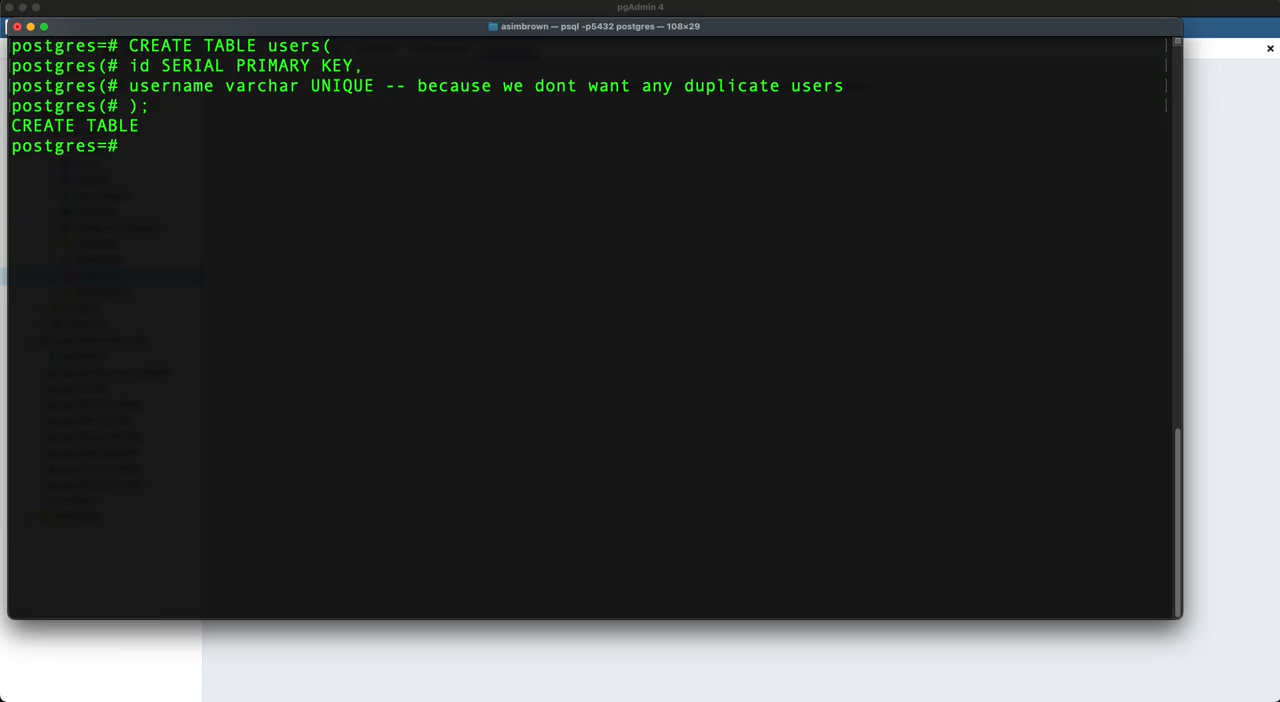 pgAdmin 4
asimbrown — psql -p5432 postgres — 108×29
postgres=# CREATE TABLE users(
postgres(# id SERIAL PRIMARY KEY,
postgres(# username varchar UNIQUE -- because we dont want any duplicate users
postgres(# );
CREATE TABLE
postgres=#